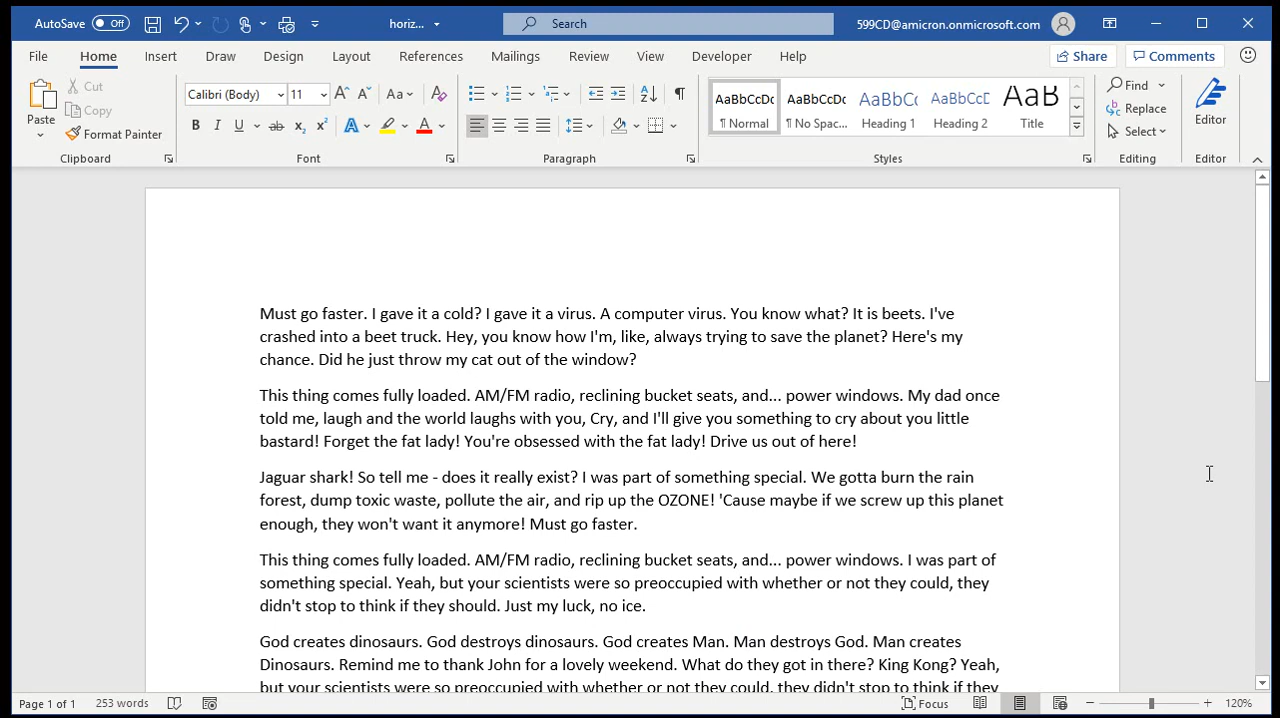 AutoSave Off horiz... Search 599CD@amicron.onmicrosoft.com
File Home Insert Draw Design Layout References Mailings Review View Developer Help Share Comments
Paste Cut Copy Format Painter
Calibri (Body) 11
AaBbCcDc AaBbCcDc AaBbCc AaBbCcD AaB
¶ Normal ¶ No Spac... Heading 1 Heading 2 Title
Find Replace Select Editor
Clipboard Font Paragraph Styles Editing Editor
Must go faster. I gave it a cold? I gave it a virus. A computer virus. You know what? It is beets. I've
crashed into a beet truck. Hey, you know how I'm, like, always trying to save the planet? Here's my
chance. Did he just throw my cat out of the window?
This thing comes fully loaded. AM/FM radio, reclining bucket seats, and... power windows. My dad once
told me, laugh and the world laughs with you, Cry, and I'll give you something to cry about you little
bastard! Forget the fat lady! You're obsessed with the fat lady! Drive us out of here!
Jaguar shark! So tell me - does it really exist? I was part of something special. We gotta burn the rain
forest, dump toxic waste, pollute the air, and rip up the OZONE! 'Cause maybe if we screw up this planet
enough, they won't want it anymore! Must go faster.
This thing comes fully loaded. AM/FM radio, reclining bucket seats, and... power windows. I was part of
something special. Yeah, but your scientists were so preoccupied with whether or not they could, they
didn't stop to think if they should. Just my luck, no ice.
God creates dinosaurs. God destroys dinosaurs. God creates Man. Man destroys God. Man creates
Dinosaurs. Remind me to thank John for a lovely weekend. What do they got in there? King Kong? Yeah,
but your scientists were so preoccupied with whether or not they could, they didn't stop to think if they
Page 1 of 1 253 words Focus 120%